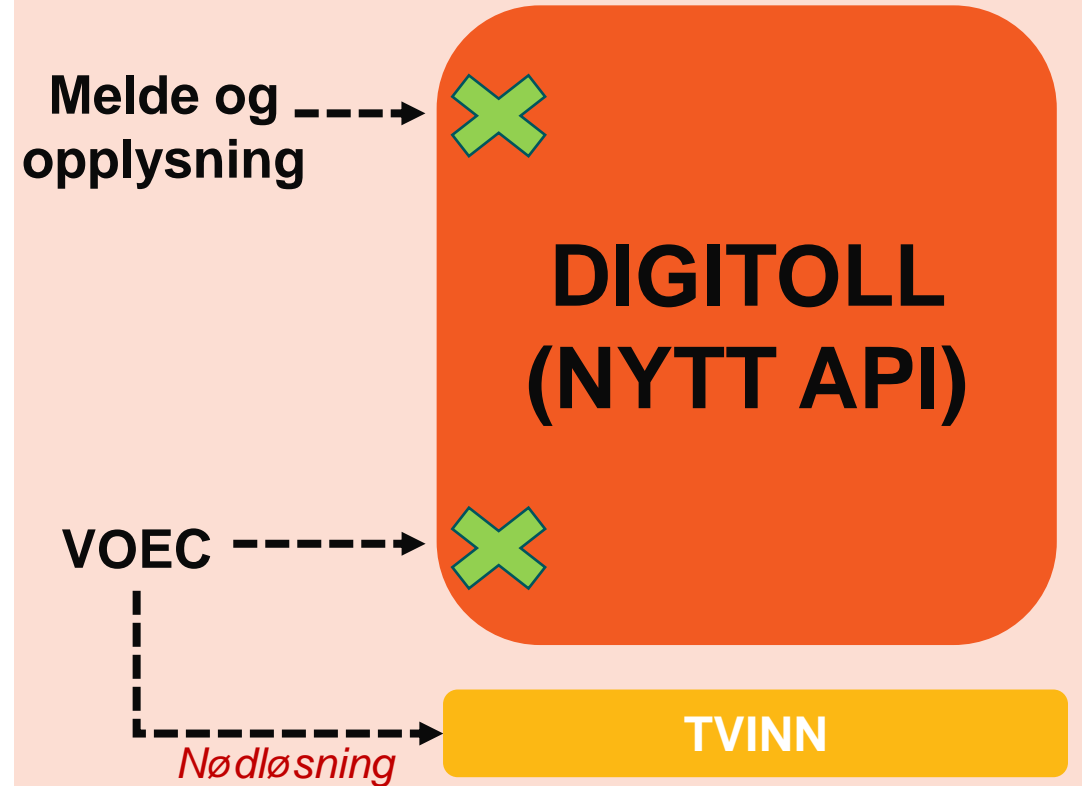 Melde og
opplysning
DIGITOLL
(NYTT API)
VOEC
TVINN
Nødløsning